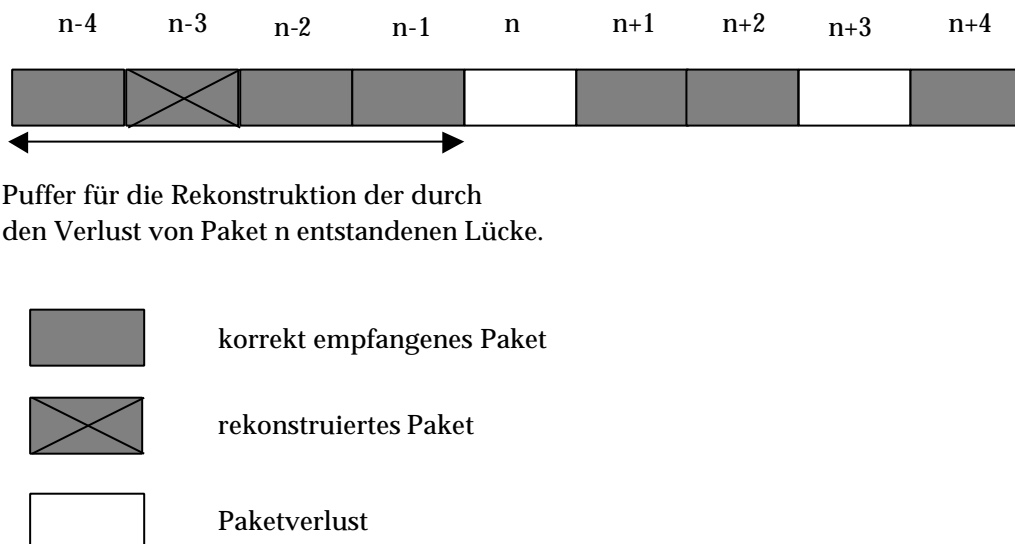 n-4 n-3 n-2 n-1 n n+1 n+2 n+3 n+4
Puffer für die Rekonstruktion der durch
den Verlust von Paket n entstandenen Lücke.
korrekt empfangenes Paket
rekonstruiertes Paket
Paketverlust